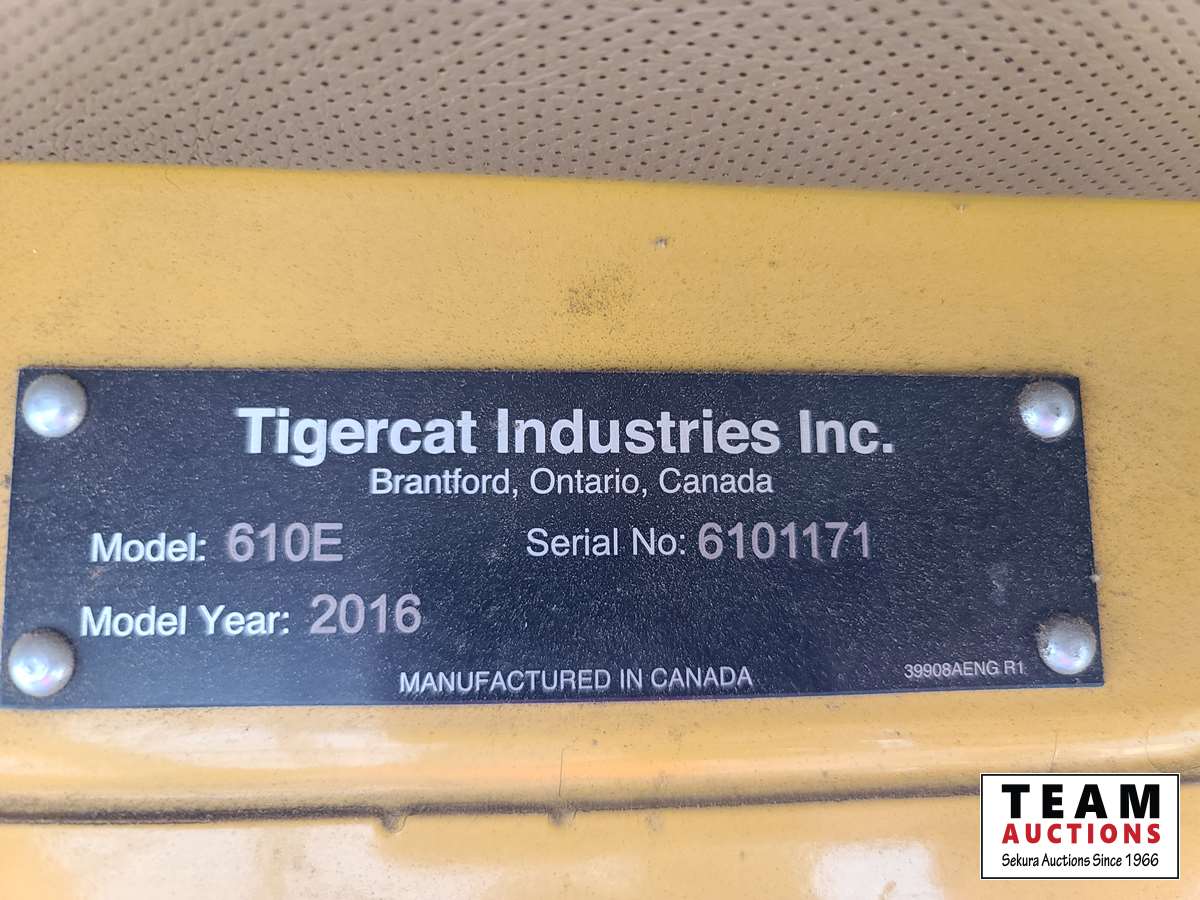 Tigercat Industries Inc.
Brantford, Ontario, Canada
Model: 610E Serial No: 6101171
Model Year: 2016
MANUFACTURED IN CANADA 39908AENG R1
TEAM
AUCTIONS
Sekura Auctions Since 1966